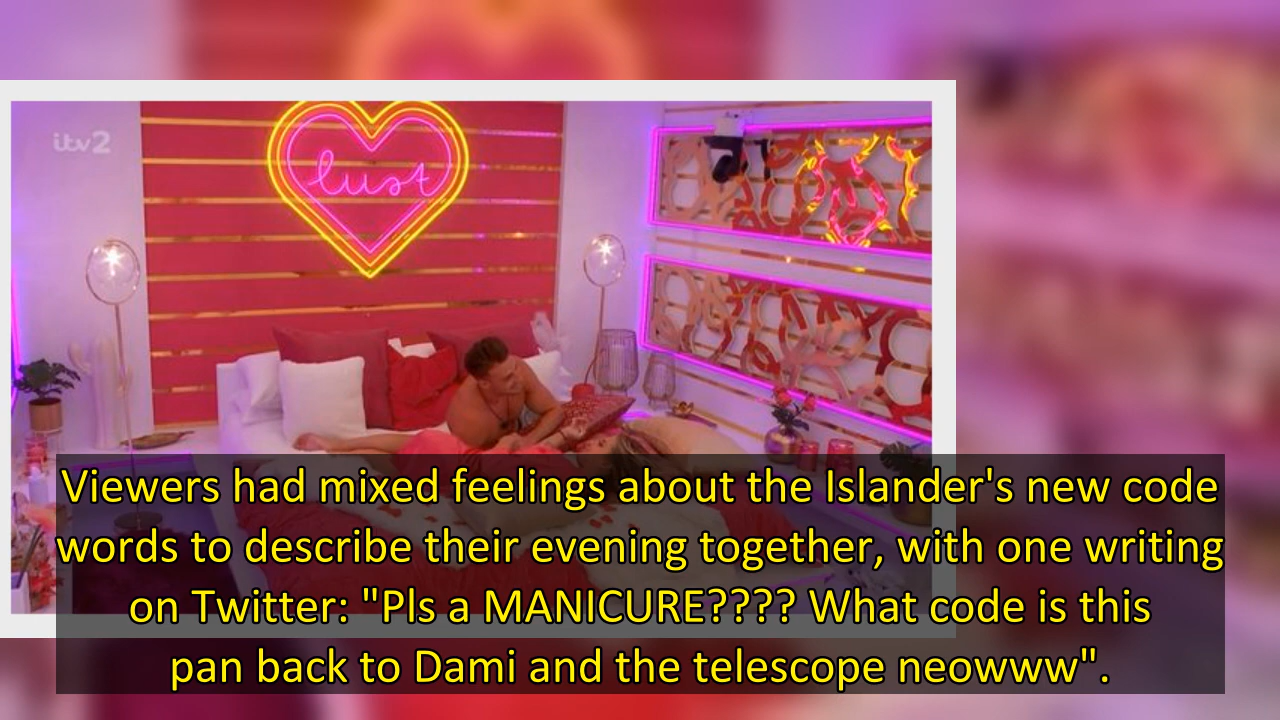 itv2
lust
Viewers had mixed feelings about the Islander's new code
words to describe their evening together, with one writing
on Twitter: "Pls a MANICURE???? What code is this
pan back to Dami and the telescope neowww".